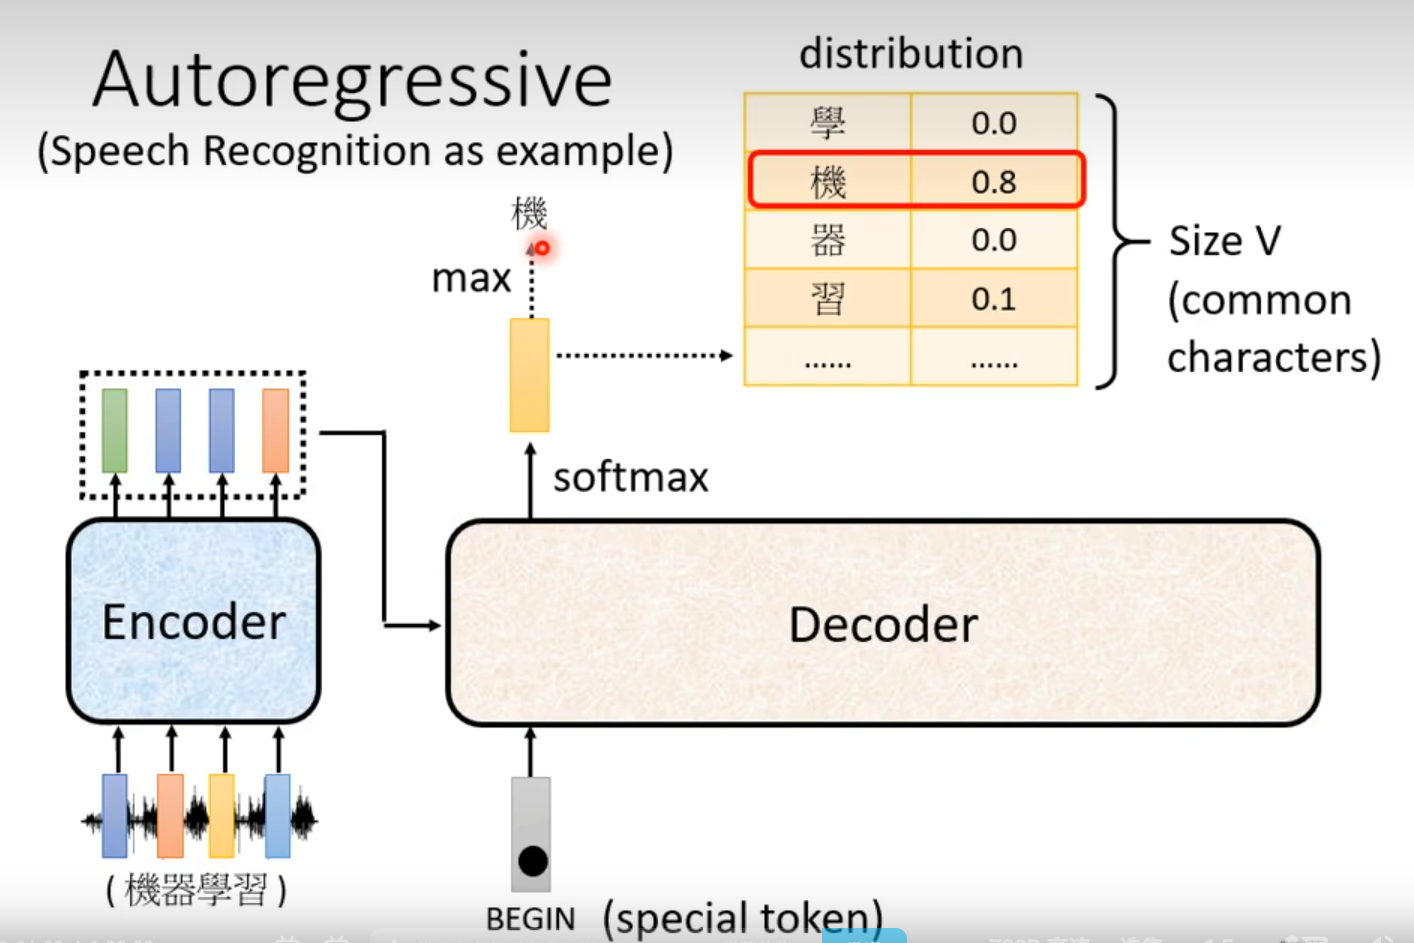 Autoregressive
(Speech Recognition as example)
distribution
學 0.0
機 0.8
器 0.0
習 0.1
...... ......
Size V
(common
characters)
機
max
softmax
Encoder
Decoder
(機器學習)
BEGIN (special token)